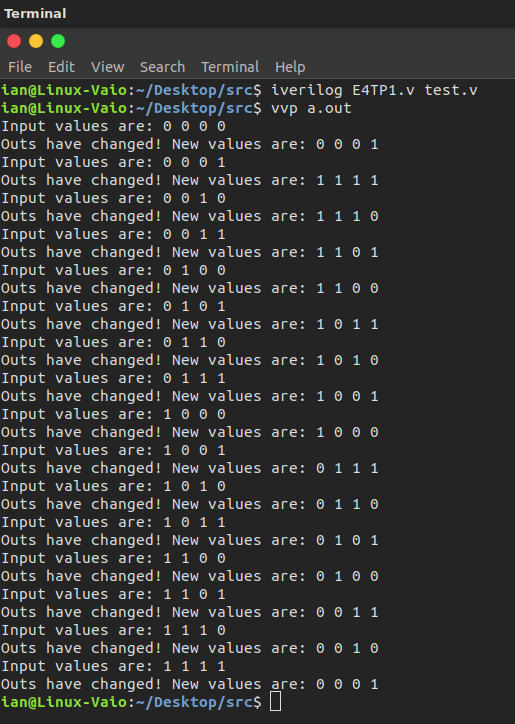 Terminal
File Edit View Search Terminal Help
ian@Linux-Vaio:~/Desktop/src$ iverilog E4TP1.v test.v
ian@Linux-Vaio:~/Desktop/src$ vvp a.out
Input values are: 0 0 0 0
Outs have changed! New values are: 0 0 0 1
Input values are: 0 0 0 1
Outs have changed! New values are: 1 1 1 1
Input values are: 0 0 1 0
Outs have changed! New values are: 1 1 1 0
Input values are: 0 0 1 1
Outs have changed! New values are: 1 1 0 1
Input values are: 0 1 0 0
Outs have changed! New values are: 1 1 0 0
Input values are: 0 1 0 1
Outs have changed! New values are: 1 0 1 1
Input values are: 0 1 1 0
Outs have changed! New values are: 1 0 1 0
Input values are: 0 1 1 1
Outs have changed! New values are: 1 0 0 1
Input values are: 1 0 0 0
Outs have changed! New values are: 1 0 0 0
Input values are: 1 0 0 1
Outs have changed! New values are: 0 1 1 1
Input values are: 1 0 1 0
Outs have changed! New values are: 0 1 1 0
Input values are: 1 0 1 1
Outs have changed! New values are: 0 1 0 1
Input values are: 1 1 0 0
Outs have changed! New values are: 0 1 0 0
Input values are: 1 1 0 1
Outs have changed! New values are: 0 0 1 1
Input values are: 1 1 1 0
Outs have changed! New values are: 0 0 1 0
Input values are: 1 1 1 1
Outs have changed! New values are: 0 0 0 1
ian@Linux-Vaio:~/Desktop/src$